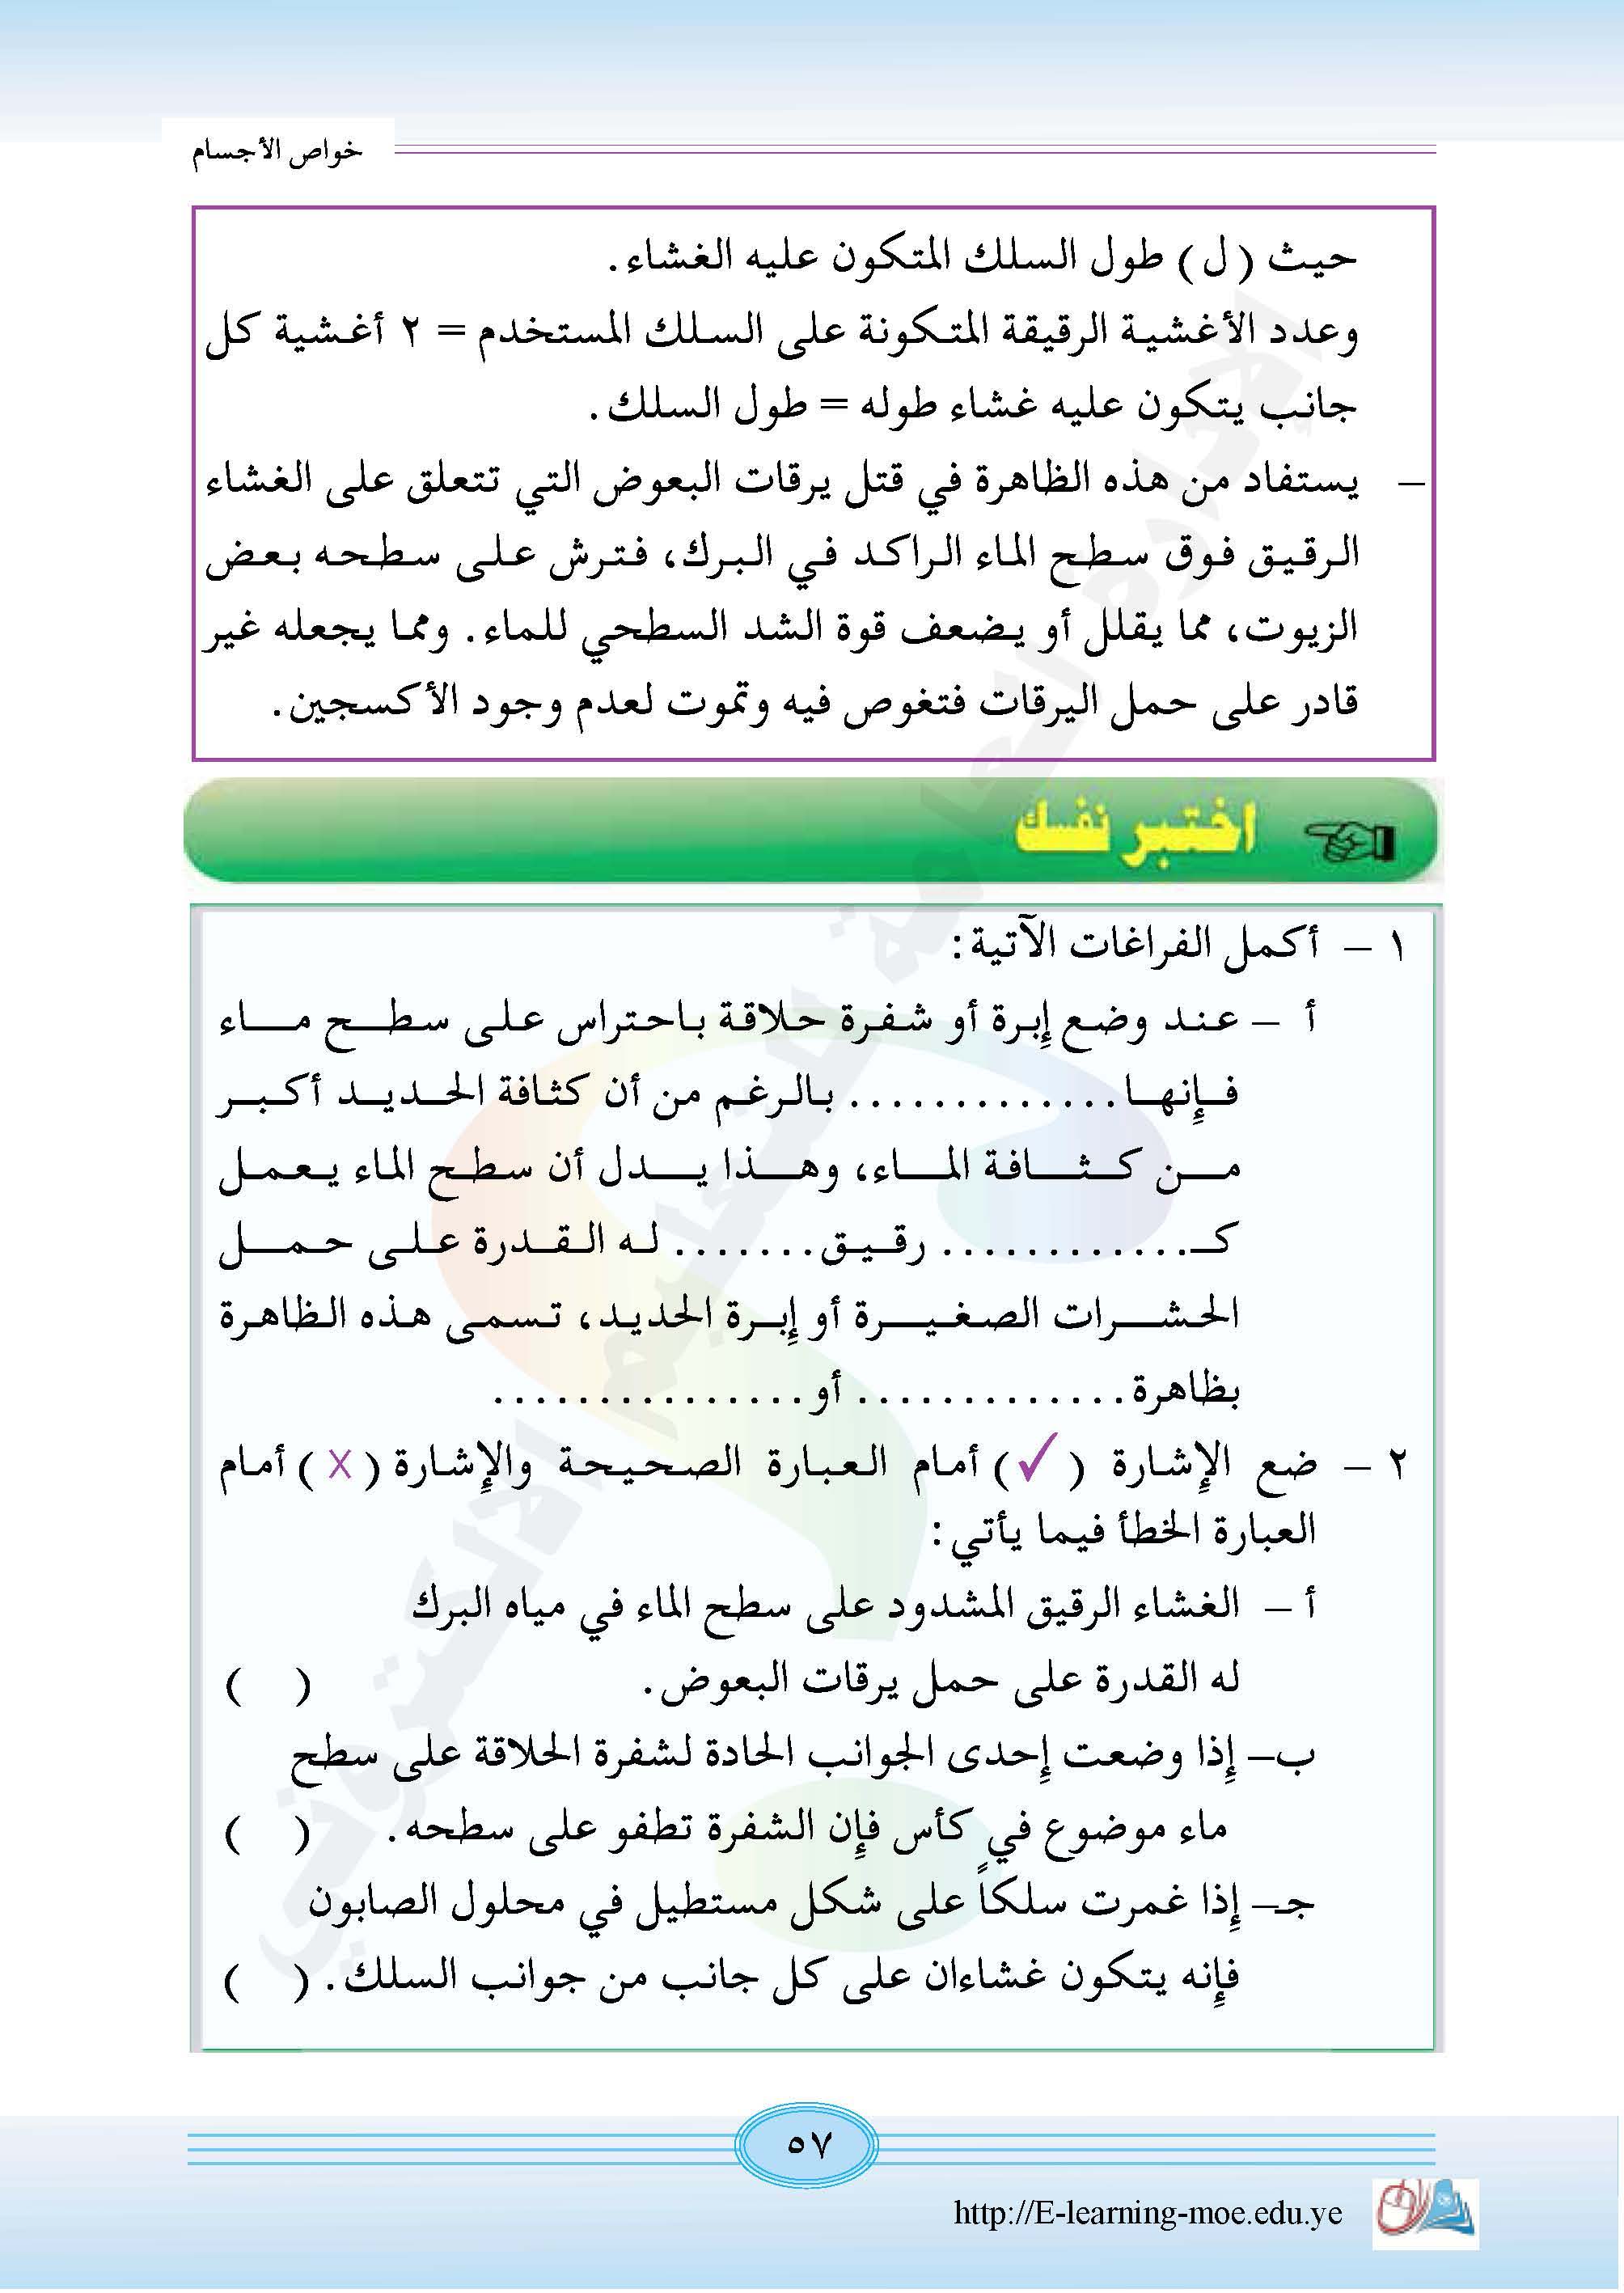 خواص الأجسام
حيث (ل) طول السلك المتكون عليه الغشاء.
وعدد الأغشية الرقيقة المتكونة على السلك المستخدم = ٢ أغشية كل
جانب يتكون عليه غشاء طوله = طول السلك.
– يستفاد من هذه الظاهرة في قتل يرقات البعوض التي تتعلق على الغشاء
الرقيق فوق سطح الماء الراكد في البرك، فترش على سطحه بعض
الزيوت، مما يقلل أو يضعف قوة الشد السطحي للماء. ومما يجعله غير
قادر على حمل اليرقات فتغوص فيه وتموت لعدم وجود الأكسجين.
اختبر نفسك
١ – أكمل الفراغات الآتية:
أ – عند وضع إبرة أو شفرة حلاقة باحتراس على سطح ماء
فإنها............. بالرغم من أن كثافة الحديد أكبر
من كثافة الماء، وهذا يدل أن سطح الماء يعمل
كـ............ رقيق....... له القدرة على حمل
الحشرات الصغيرة أو إبرة الحديد، تسمى هذه الظاهرة
بظاهرة............. أو...............
٢ – ضع الإشارة (✓) أمام العبارة الصحيحة والإشارة (x) أمام
العبارة الخطأ فيما يأتي:
أ – الغشاء الرقيق المشدود على سطح الماء في مياه البرك
له القدرة على حمل يرقات البعوض. ( )
ب– إذا وضعت إحدى الجوانب الحادة لشفرة الحلاقة على سطح
ماء موضوع في كأس فإن الشفرة تطفو على سطحه. ( )
جـ– إذا غمرت سلكاً على شكل مستطيل في محلول الصابون
فإنه يتكون غشاءان على كل جانب من جوانب السلك. ( )
٥٧
http://E-learning-moe.edu.ye
الإدارة العامة للتعليم الالكتروني